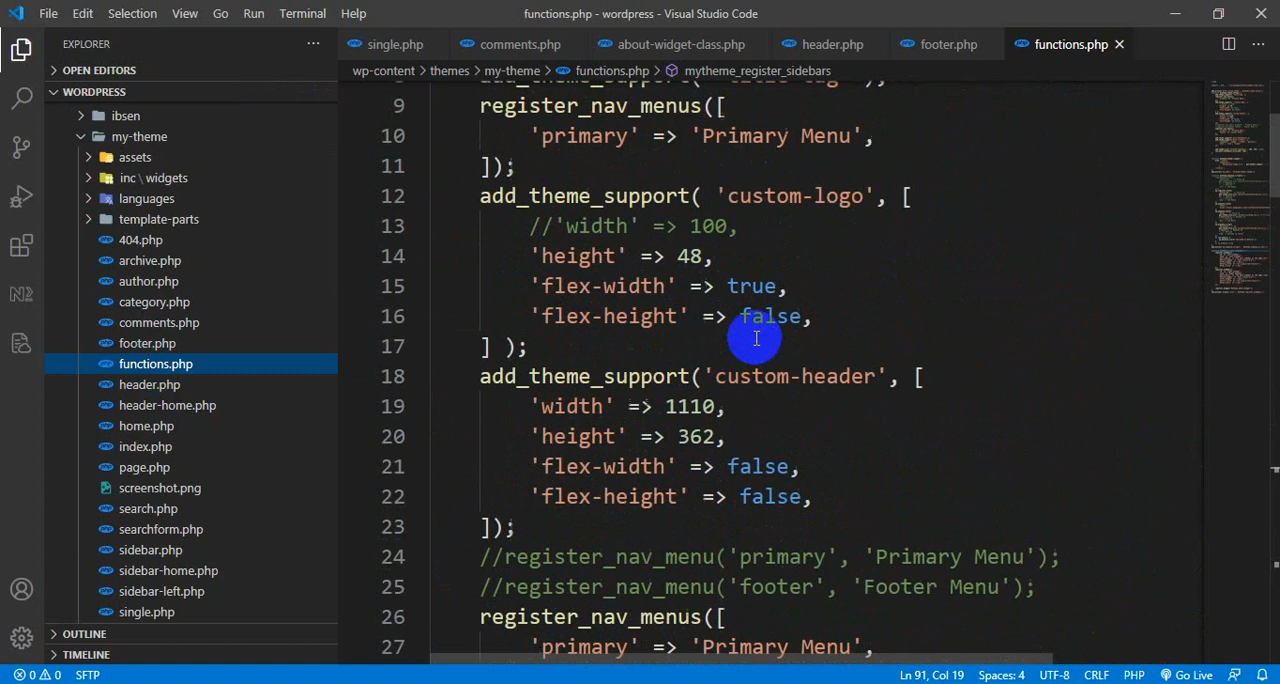 File Edit Selection View Go Run Terminal Help functions.php - wordpress - Visual Studio Code
EXPLORER
single.php comments.php about-widget-class.php header.php footer.php functions.php
OPEN EDITORS
wp-content themes my-theme functions.php mytheme_register_sidebars
WORDPRESS
ibsen
my-theme
assets
inc \ widgets
languages
template-parts
404.php
archive.php
author.php
category.php
comments.php
footer.php
functions.php
header.php
header-home.php
home.php
index.php
page.php
screenshot.png
search.php
searchform.php
sidebar.php
sidebar-home.php
sidebar-left.php
single.php
OUTLINE
TIMELINE
9 register_nav_menus([
10 'primary' => 'Primary Menu',
11 ]);
12 add_theme_support( 'custom-logo', [
13 //'width' => 100,
14 'height' => 48,
15 'flex-width' => true,
16 'flex-height' => false,
17 ] );
18 add_theme_support('custom-header', [
19 'width' => 1110,
20 'height' => 362,
21 'flex-width' => false,
22 'flex-height' => false,
23 ]);
24 //register_nav_menu('primary', 'Primary Menu');
25 //register_nav_menu('footer', 'Footer Menu');
26 register_nav_menus([
27 'primary' => 'Primary Menu',
0 0 SFTP Ln 91, Col 19 Spaces: 4 UTF-8 CRLF PHP Go Live